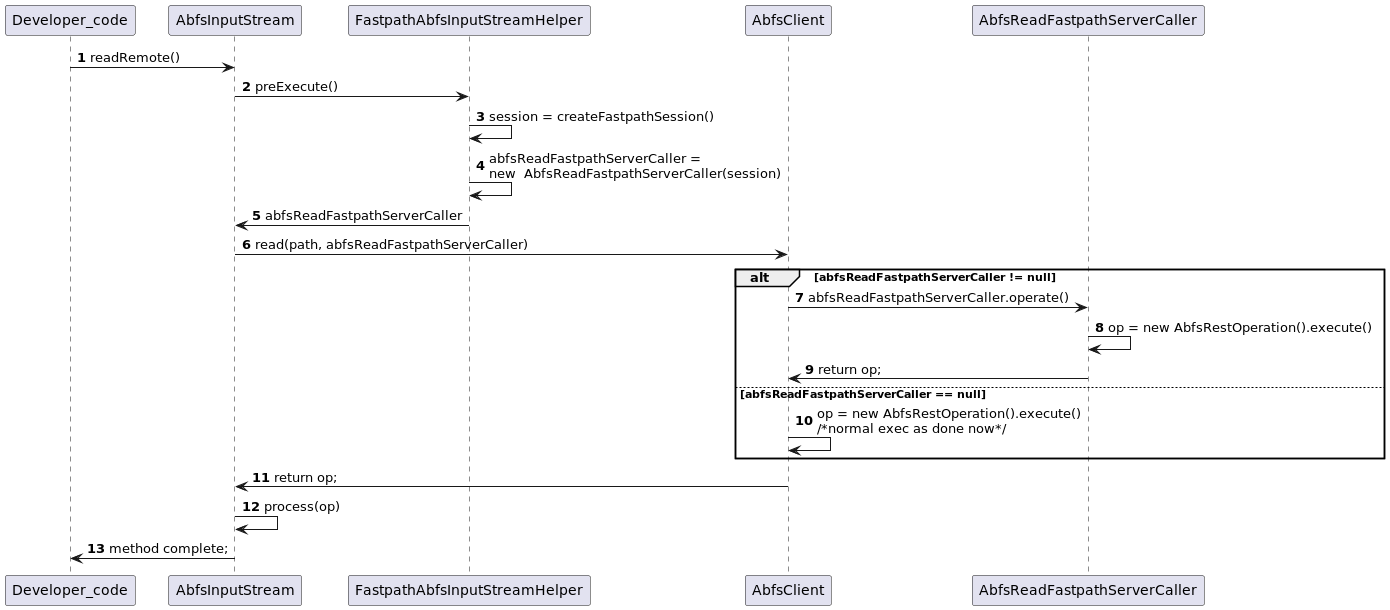 Developer_code AbfsInputStream FastpathAbfsInputStreamHelper AbfsClient AbfsReadFastpathServerCaller
1 readRemote()
2 preExecute()
3 session = createFastpathSession()
4 abfsReadFastpathServerCaller =
new  AbfsReadFastpathServerCaller(session)
5 abfsReadFastpathServerCaller
6 read(path, abfsReadFastpathServerCaller)
alt [abfsReadFastpathServerCaller != null]
7 abfsReadFastpathServerCaller.operate()
8 op = new AbfsRestOperation().execute()
9 return op;
[abfsReadFastpathServerCaller == null]
10 op = new AbfsRestOperation().execute()
/*normal exec as done now*/
11 return op;
12 process(op)
13 method complete;
Developer_code AbfsInputStream FastpathAbfsInputStreamHelper AbfsClient AbfsReadFastpathServerCaller